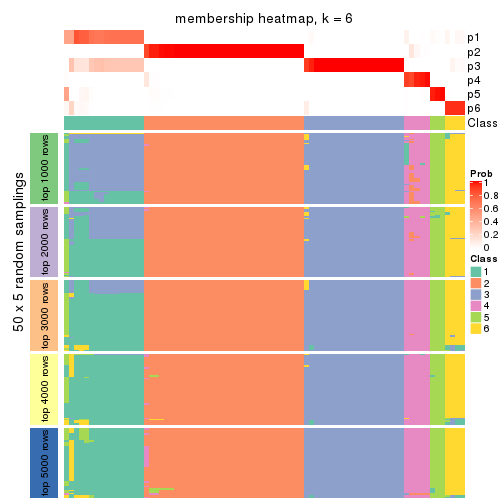 membership heatmap, k = 6
p1
p2
p3
p4
p5
p6
Class
50 x 5 random samplings
top 1000 rows
top 2000 rows
top 3000 rows
top 4000 rows
top 5000 rows
Prob
1
0.8
0.6
0.4
0.2
0
Class
1
2
3
4
5
6